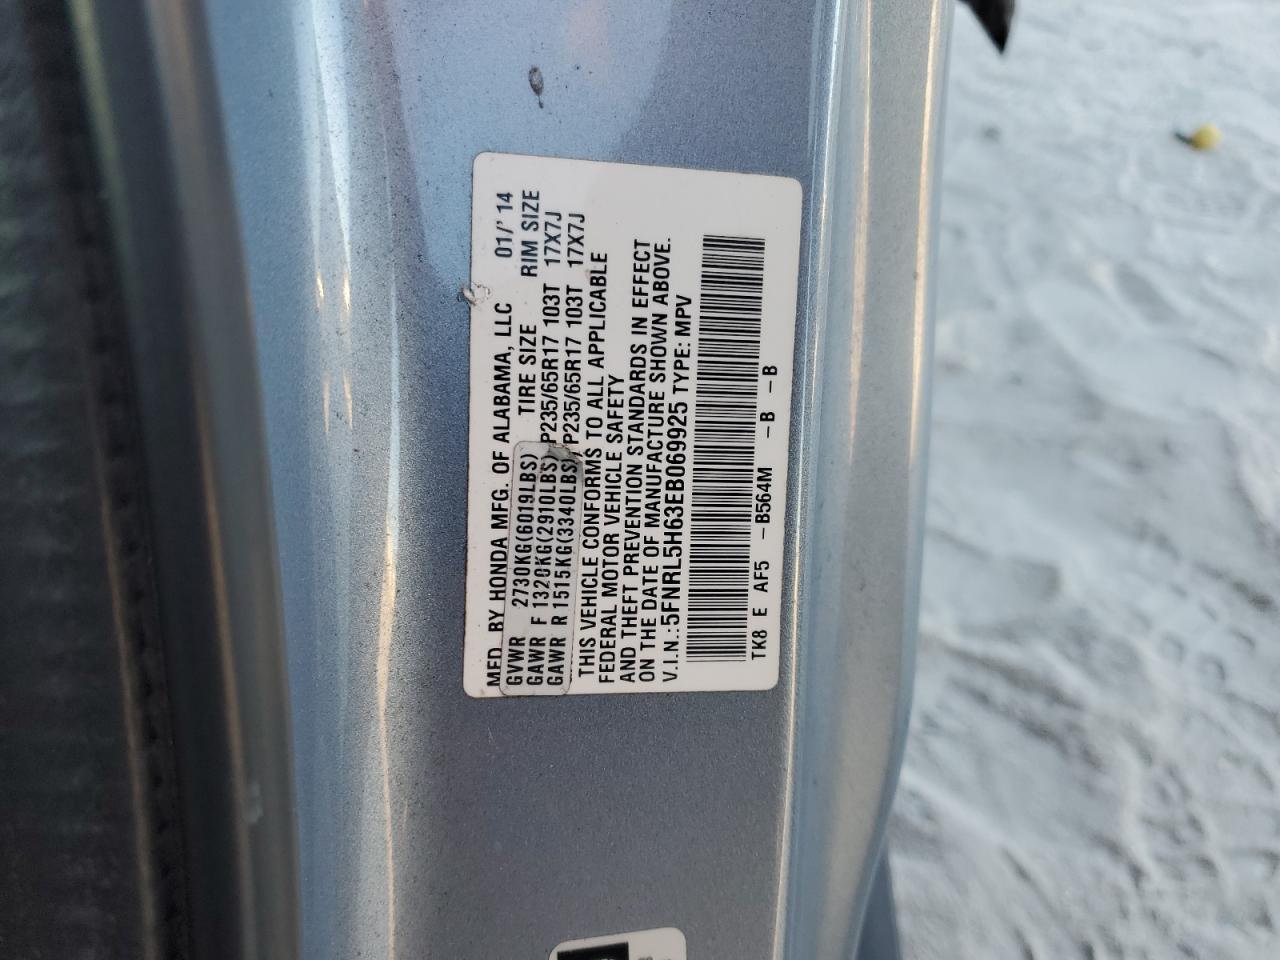 MFD. BY HONDA MFG. OF ALABAMA, LLC 01/'14
GVWR 2730KG(6019LBS) TIRE SIZE RIM SIZE
GAWR F 1320KG(2910LBS) P235/65R17 103T 17X7J
GAWR R 1515KG(3340LBS) P235/65R17 103T 17X7J
THIS VEHICLE CONFORMS TO ALL APPLICABLE
FEDERAL MOTOR VEHICLE SAFETY
AND THEFT PREVENTION STANDARDS IN EFFECT
ON THE DATE OF MANUFACTURE SHOWN ABOVE.
V.I.N.:5FNRL5H63EB069925 TYPE: MPV
TK8 E AF5 -B564M -B -B